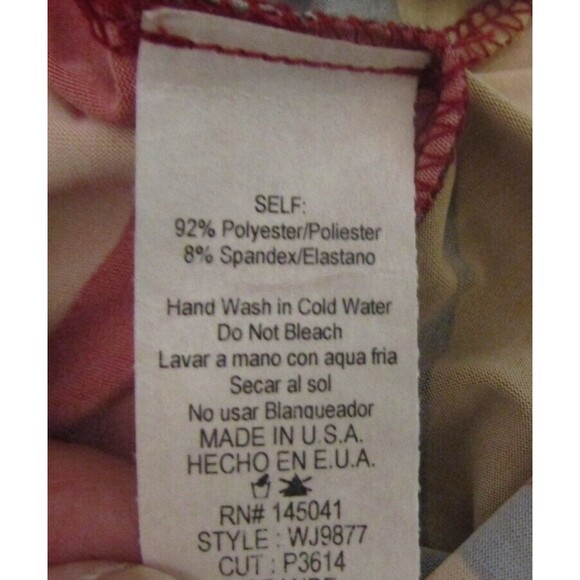 SELF:
92% Polyester/Poliester
8% Spandex/Elastano
Hand Wash in Cold Water
Do Not Bleach
Lavar a mano con aqua fria
Secar al sol
No usar Blanqueador
MADE IN U.S.A.
HECHO EN E.U.A.
RN# 145041
STYLE : WJ9877
CUT : P3614